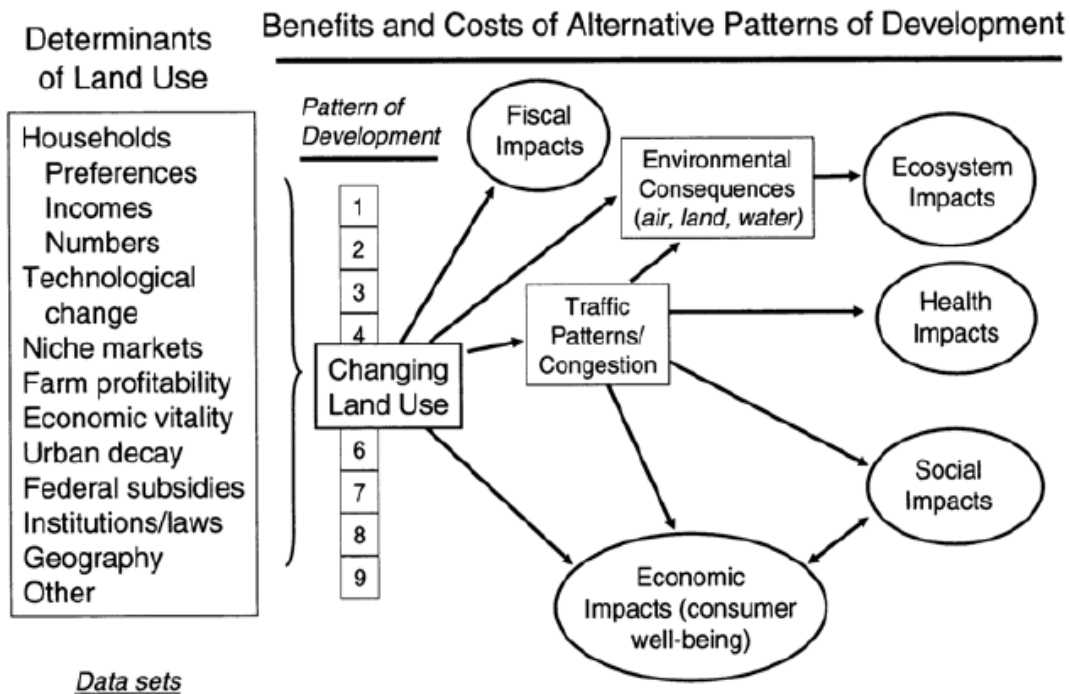 Benefits and Costs of Alternative Patterns of Development
Determinants
of Land Use
Households
Preferences
Incomes
Numbers
Technological
change
Niche markets
Farm profitability
Economic vitality
Urban decay
Federal subsidies
Institutions/laws
Geography
Other
Data sets
Pattern of
Development
1
2
3
4
Changing
Land Use
6
7
8
9
Fiscal
Impacts
Environmental
Consequences
(air, land, water)
Ecosystem
Impacts
Traffic
Patterns/
Congestion
Health
Impacts
Social
Impacts
Economic
Impacts (consumer
well-being)